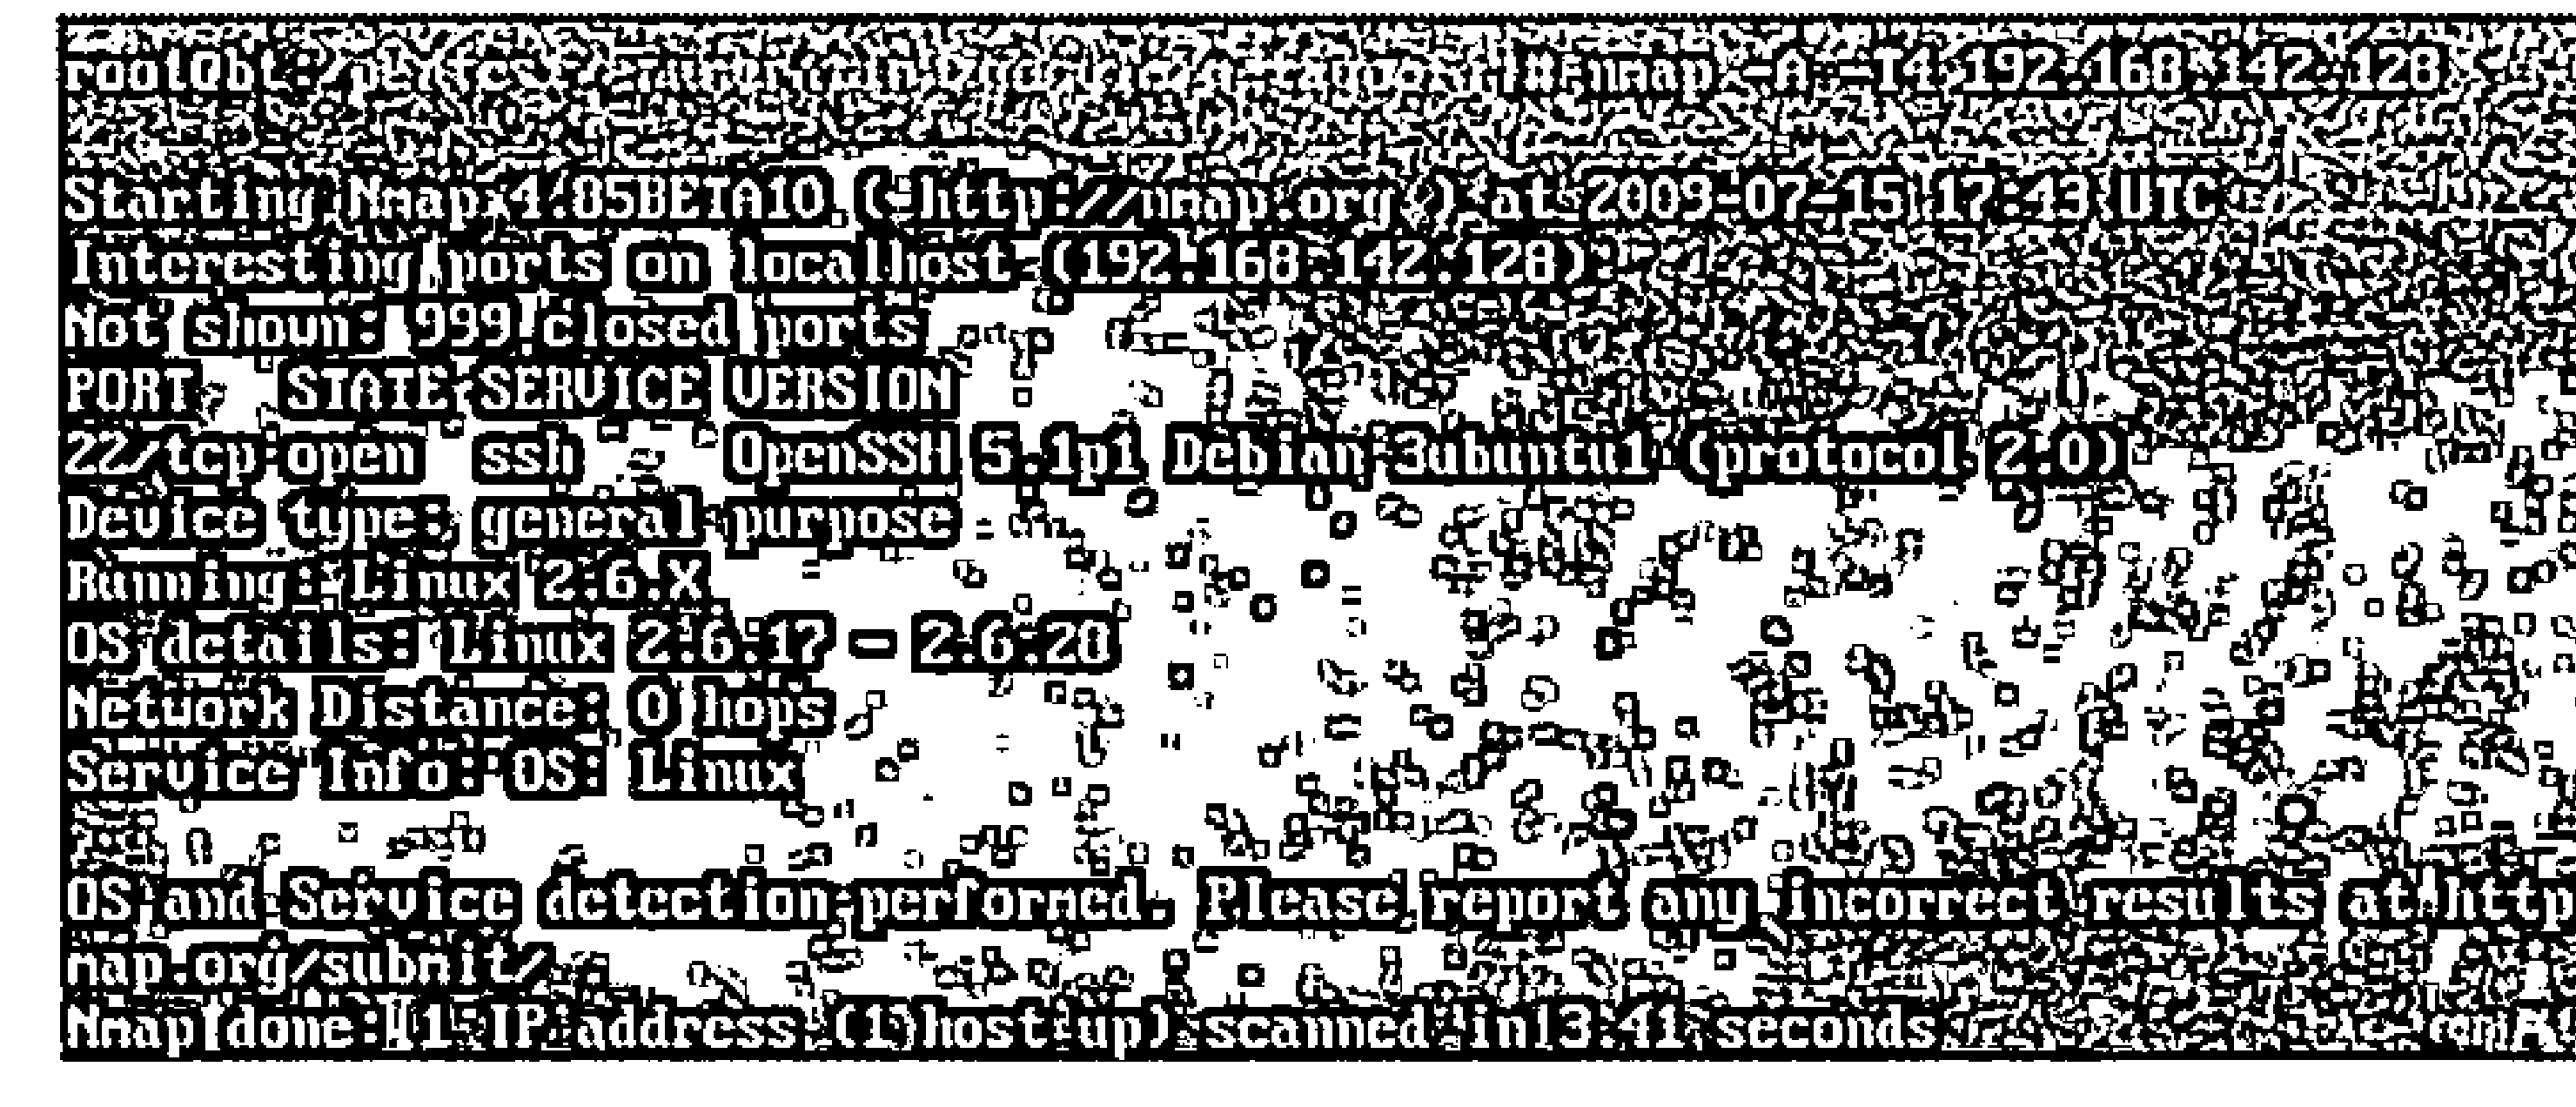 root@bt:/pentest/ # nmap -A -T4 192.168.142.128
Starting Nmap 4.85BETA10 ( http://nmap.org ) at 2009-07-15 17:43 UTC
Interesting ports on localhost (192.168.142.128):
Not shown: 999 closed ports
PORT STATE SERVICE VERSION
22/tcp open ssh OpenSSH 5.1p1 Debian 3ubuntu1 (protocol 2.0)
Device type: general purpose
Running: Linux 2.6.X
OS details: Linux 2.6.17 - 2.6.28
Network Distance: 0 hops
Service Info: OS: Linux
OS and Service detection performed. Please report any incorrect results at http
map.org/submit/
Nmap done: 1 IP address (1 host up) scanned in 3.41 seconds